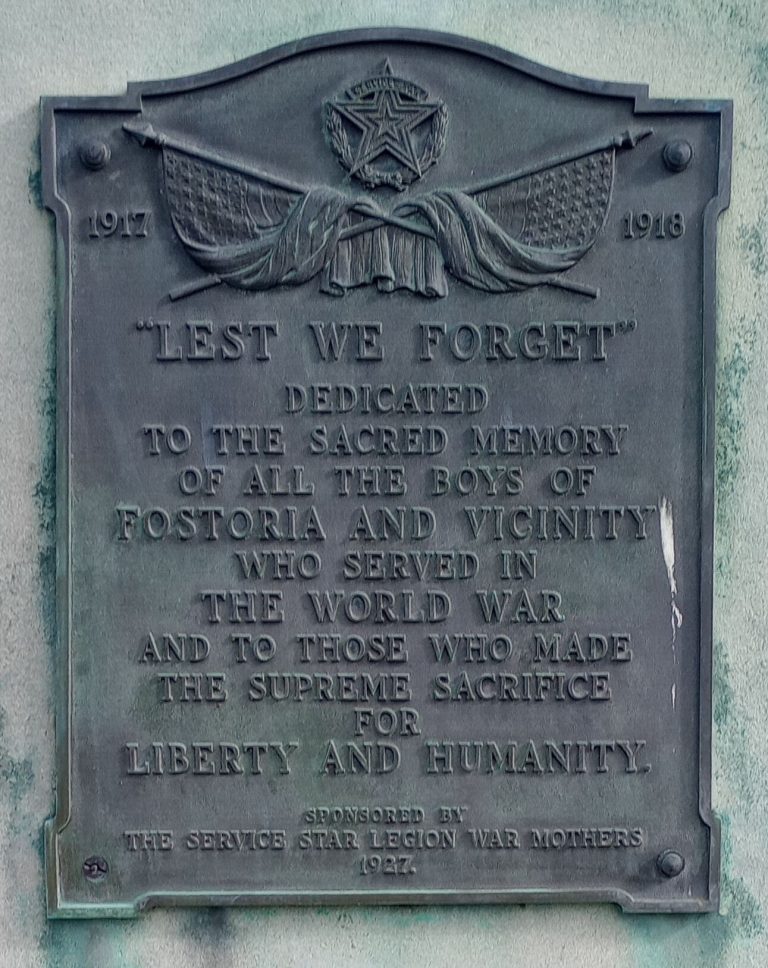 SERVICE STAR
1917
1918
"LEST WE FORGET"
DEDICATED
TO THE SACRED MEMORY
OF ALL THE BOYS OF
FOSTORIA AND VICINITY
WHO SERVED IN
THE WORLD WAR
AND TO THOSE WHO MADE
THE SUPREME SACRIFICE
FOR
LIBERTY AND HUMANITY.
SPONSORED BY
THE SERVICE STAR LEGION WAR MOTHERS
1927.